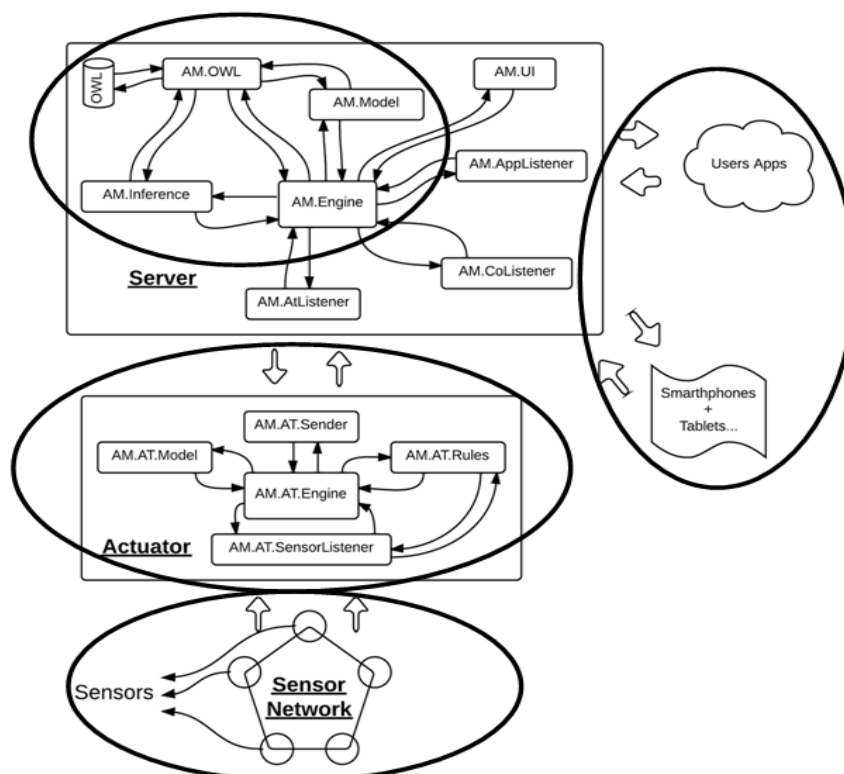 OWL
AM.OWL
AM.UI
AM.Model
AM.AppListener
Users Apps
AM.Inference
AM.Engine
AM.CoListener
Server
AM.AtListener
Smarthphones
+
Tablets...
AM.AT.Sender
AM.AT.Model
AM.AT.Rules
AM.AT.Engine
Actuator
AM.AT.SensorListener
Sensors
Sensor
Network